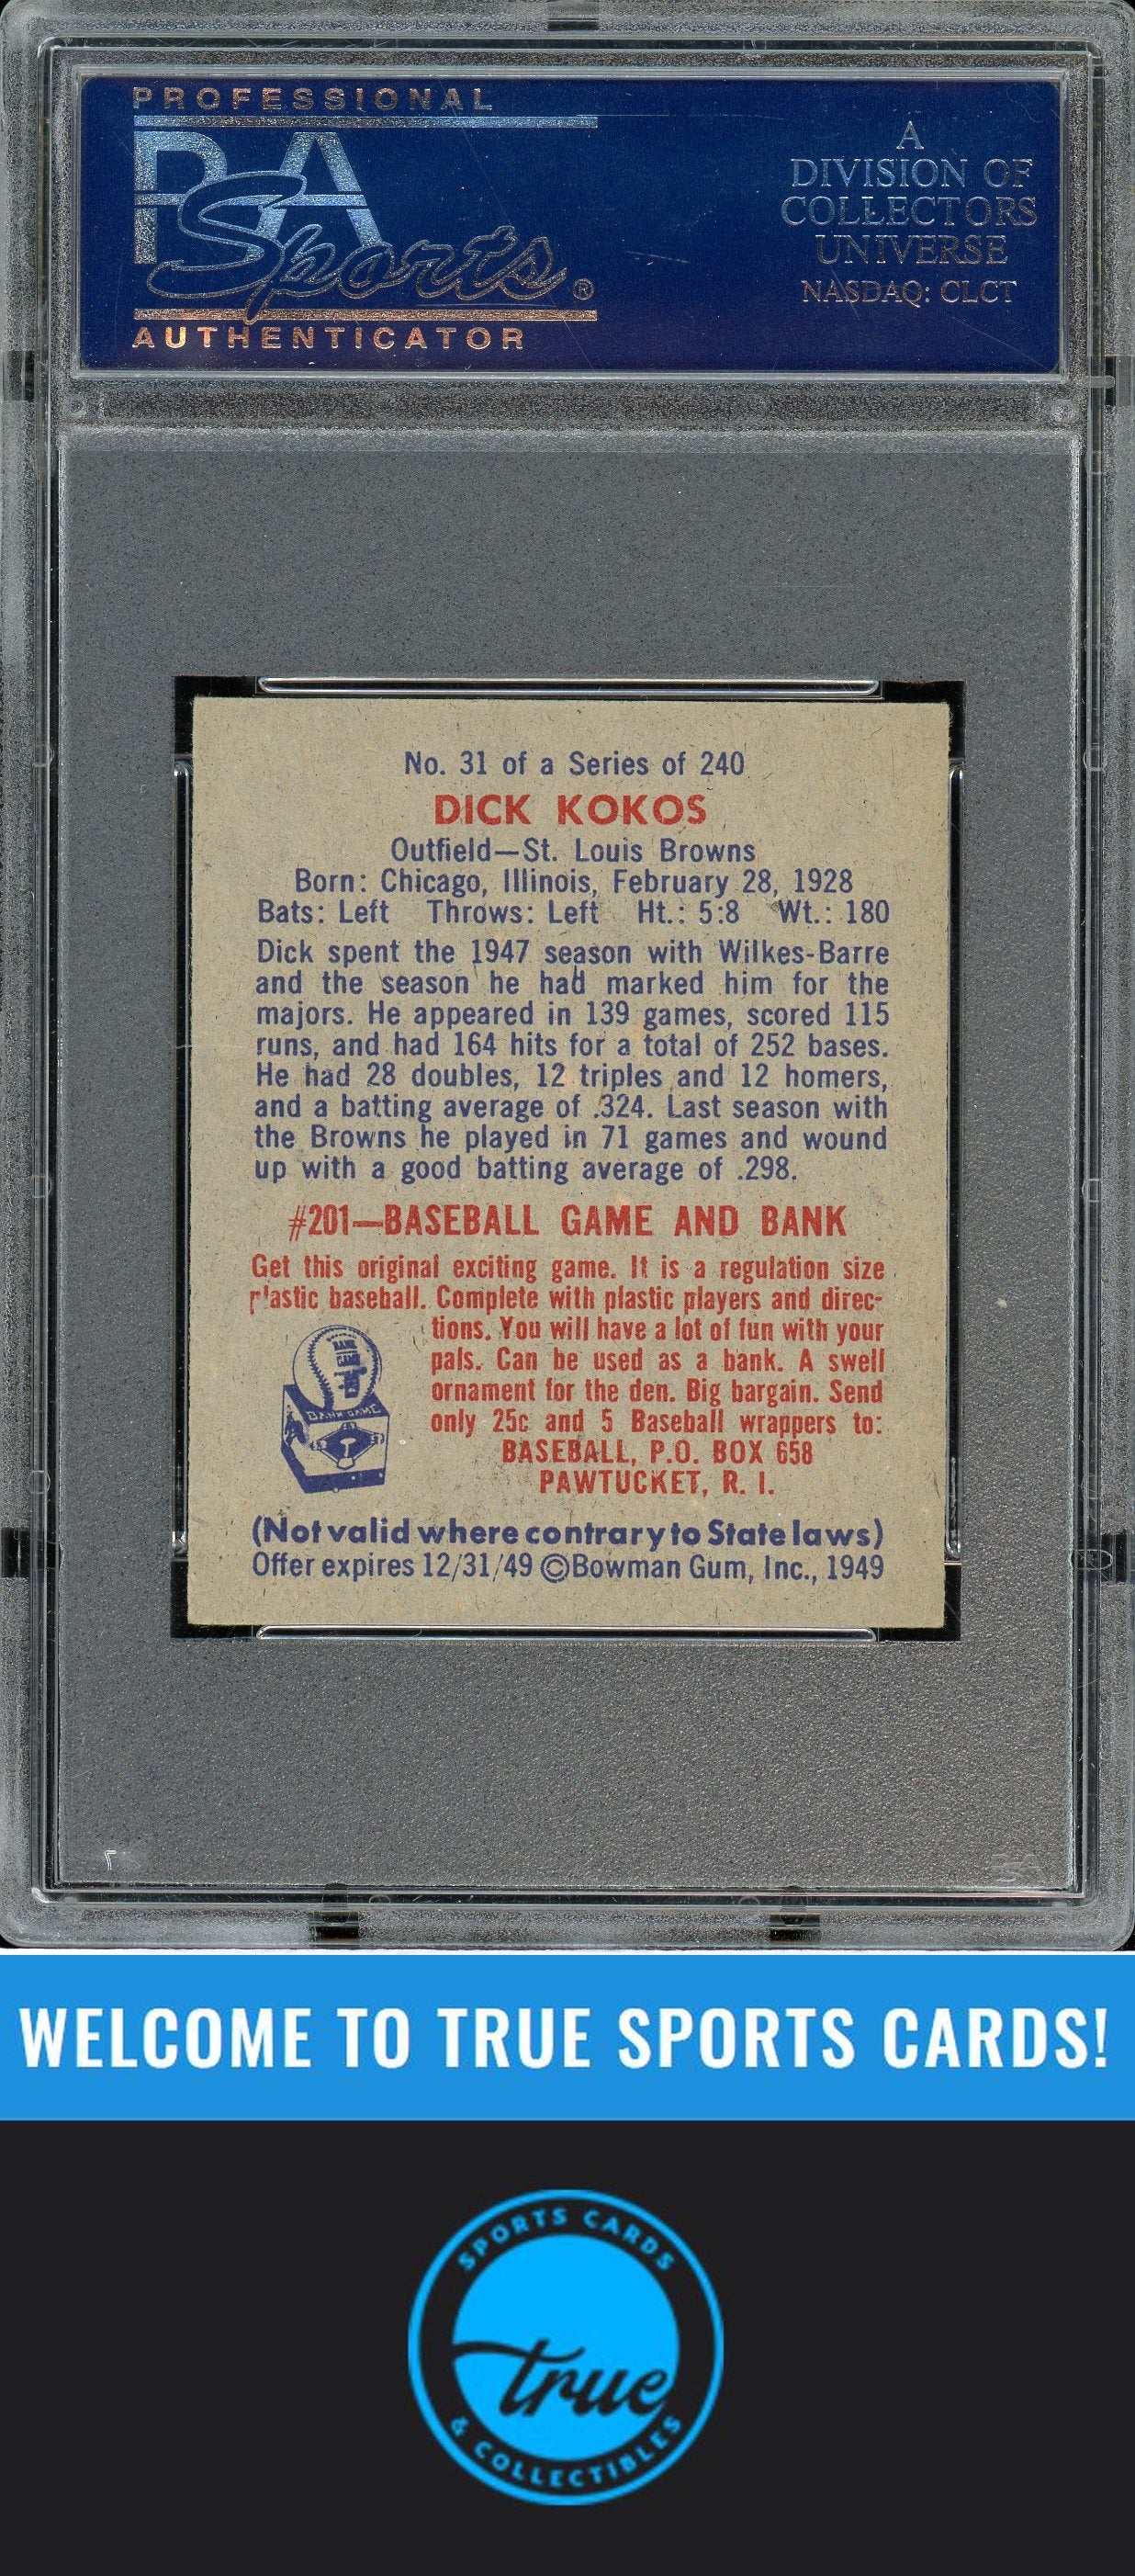 PROFESSIONAL
PSA
Sports®
AUTHENTICATOR
A
DIVISION OF
COLLECTORS
UNIVERSE
NASDAQ: CLCT
No. 31 of a Series of 240
DICK KOKOS
Outfield—St. Louis Browns
Born: Chicago, Illinois, February 28, 1928
Bats: Left Throws: Left Ht.: 5:8 Wt.: 180
Dick spent the 1947 season with Wilkes-Barre
and the season he had marked him for the
majors. He appeared in 139 games, scored 115
runs, and had 164 hits for a total of 252 bases.
He had 28 doubles, 12 triples and 12 homers,
and a batting average of .324. Last season with
the Browns he played in 71 games and wound
up with a good batting average of .298.
#201—BASEBALL GAME AND BANK
Get this original exciting game. It is a regulation size
plastic baseball. Complete with plastic players and direc-
tions. You will have a lot of fun with your
pals. Can be used as a bank. A swell
ornament for the den. Big bargain. Send
only 25c and 5 Baseball wrappers to:
BASEBALL, P.O. BOX 658
PAWTUCKET, R. I.
BANK
GAME
BANK GAME
(Not valid where contrary to State laws)
Offer expires 12/31/49 ©Bowman Gum, Inc., 1949
WELCOME TO TRUE SPORTS CARDS!
SPORTS CARDS
true
& COLLECTIBLES